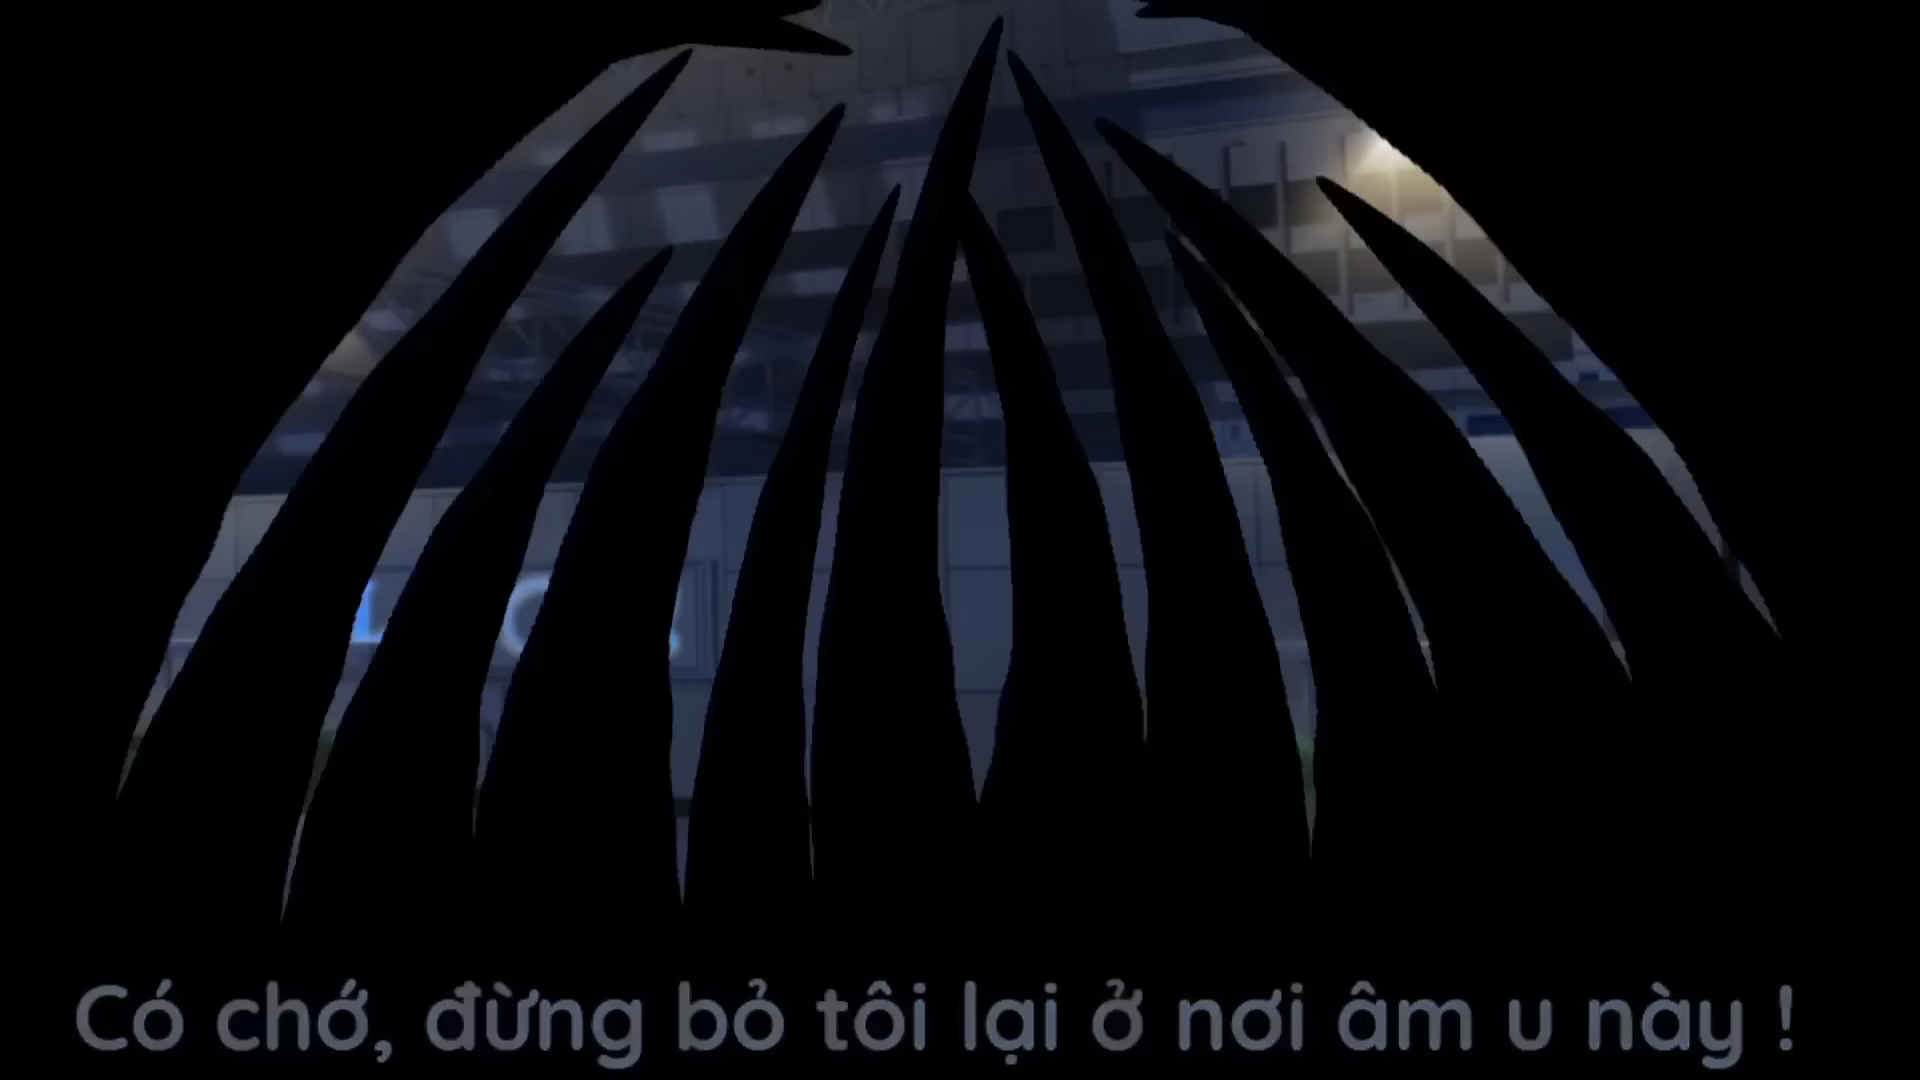 Có chớ, đừng bỏ tôi lại ở nơi âm u này !